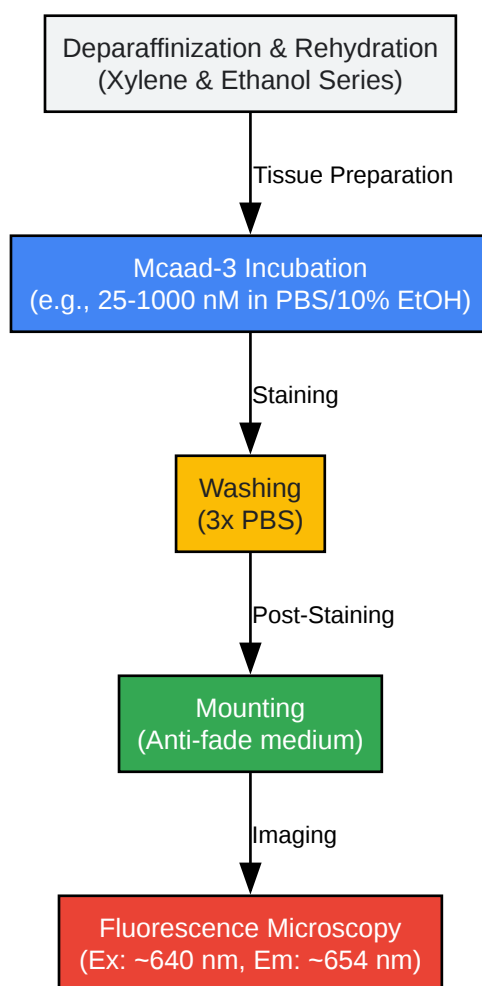 Deparaffinization & Rehydration
(Xylene & Ethanol Series)
Tissue Preparation
Mcaad-3 Incubation
(e.g., 25-1000 nM in PBS/10% EtOH)
Staining
Washing
(3x PBS)
Post-Staining
Mounting
(Anti-fade medium)
Imaging
Fluorescence Microscopy
(Ex: ~640 nm, Em: ~654 nm)